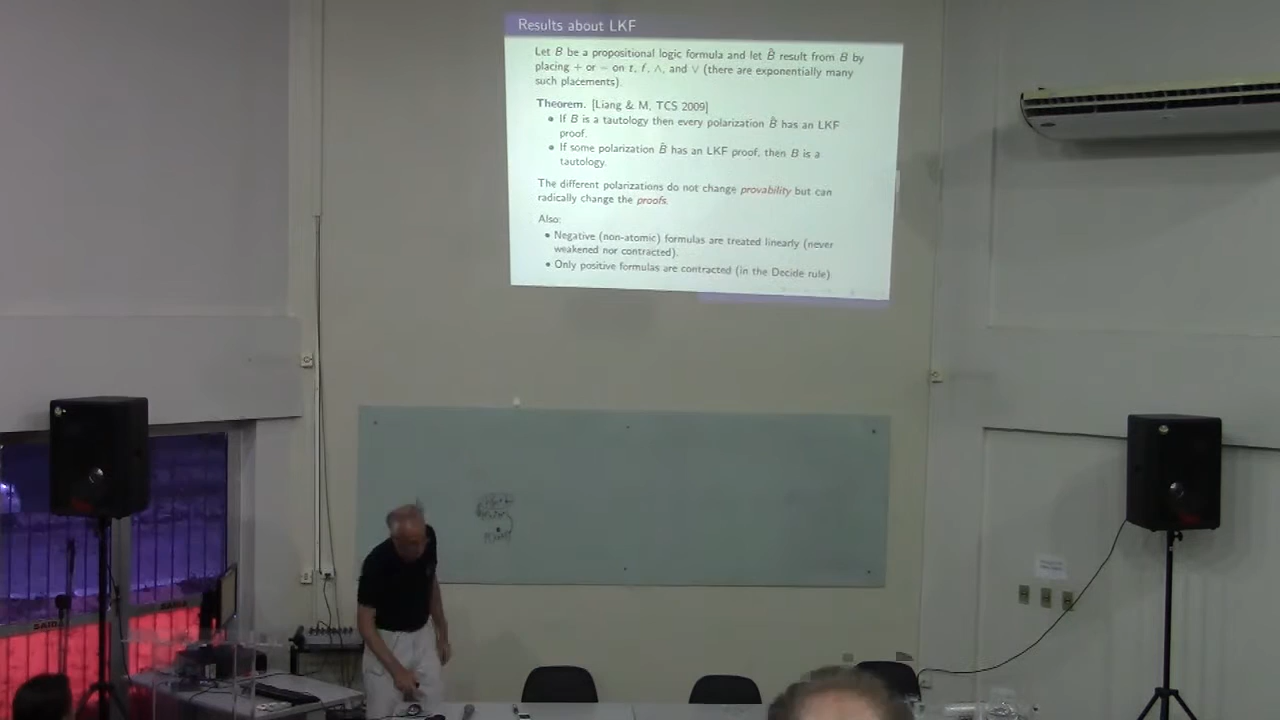 Results about LKF
Let B be a propositional logic formula and let B̂ result from B by
placing + or − on t, f, ∧, and ∨ (there are exponentially many
such placements).
Theorem. [Liang & M, TCS 2009]
• If B is a tautology then every polarization B̂ has an LKF
proof.
• If some polarization B̂ has an LKF proof, then B is a
tautology.
The different polarizations do not change provability but can
radically change the proofs.
Also:
• Negative (non-atomic) formulas are treated linearly (never
weakened nor contracted).
• Only positive formulas are contracted (in the Decide rule)
SAIDA